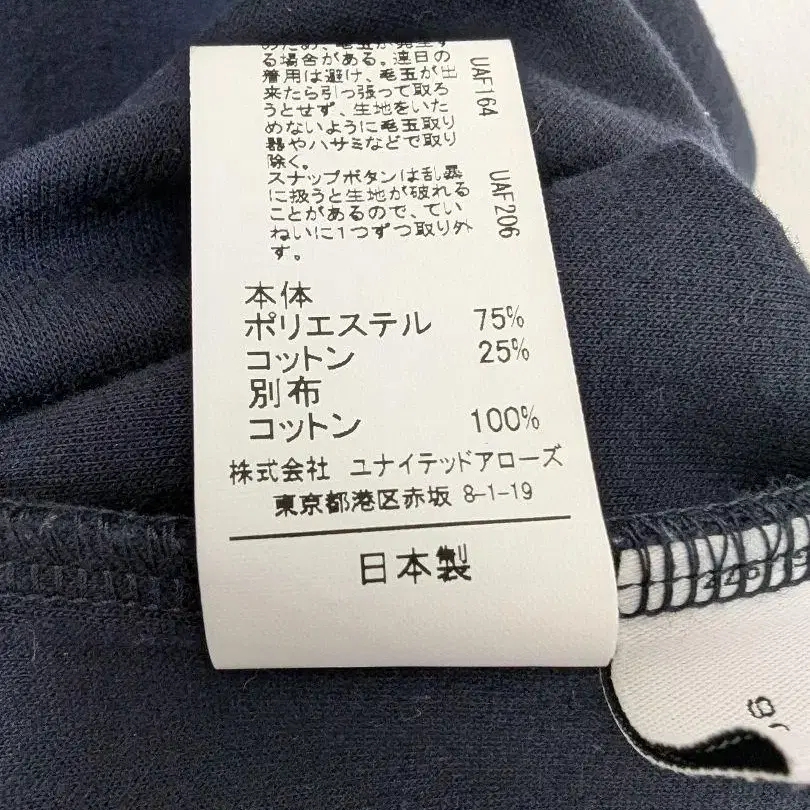 る場合がある。連日の
着用は避け、毛玉が出
来たら引っ張って取ろ
うとせず、生地をいた
めないように毛玉取り
器やハサミなどで取り
除く。
スナップボタンは乱暴
に扱うと生地が破れる
ことがあるので、てい
ねいに1つずつ取り外
す。
UAF164
UAF206
本体
ポリエステル 75%
コットン 25%
別布
コットン 100%
株式会社 ユナイテッドアローズ
東京都港区赤坂 8-1-19
日本製